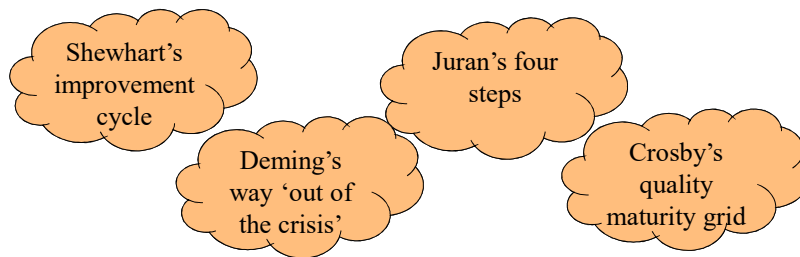 Shewhart’s
improvement
cycle
Deming’s
way ‘out of
the crisis’
Juran’s four
steps
Crosby’s
quality
maturity grid